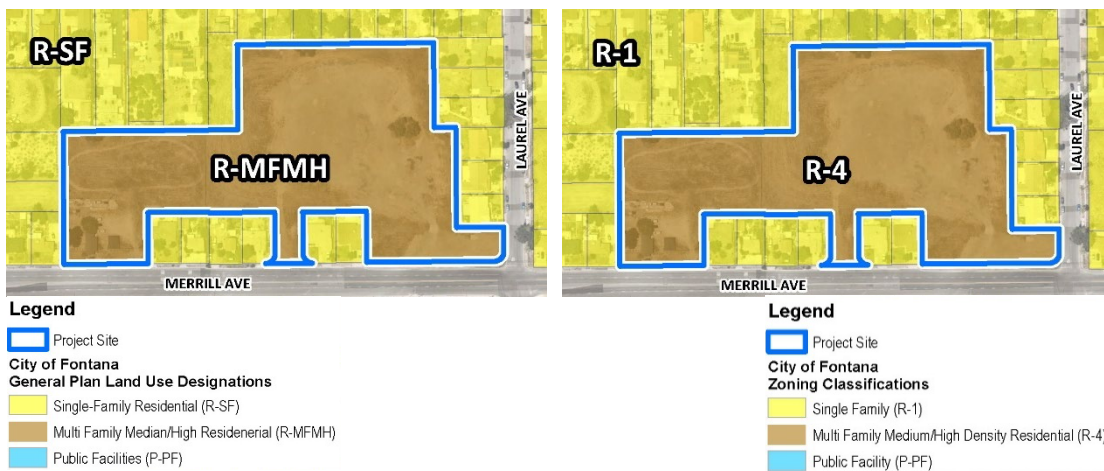 R-SF
R-MFMH
LAUREL AVE
MERRILL AVE
Legend
Project Site
City of Fontana
General Plan Land Use Designations
Single-Family Residential (R-SF)
Multi Family Median/High Residenerial (R-MFMH)
Public Facilities (P-PF)
R-1
R-4
LAUREL AVE
MERRILL AVE
Legend
Project Site
City of Fontana
Zoning Classifications
Single Family (R-1)
Multi Family Medium/High Density Residential (R-4)
Public Facility (P-PF)